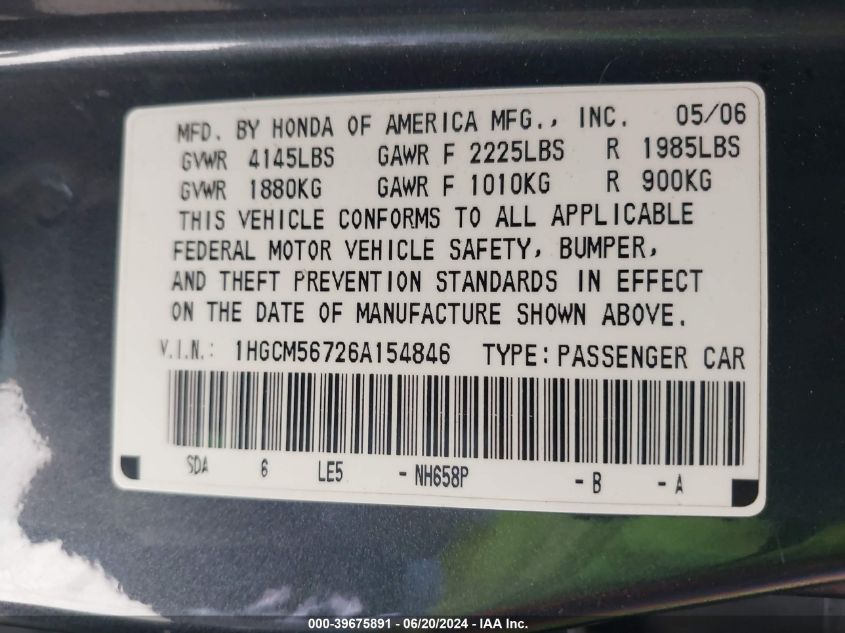 MFD. BY HONDA OF AMERICA MFG., INC. 05/06
GVWR 4145LBS GAWR F 2225LBS R 1985LBS
GVWR 1880KG GAWR F 1010KG R 900KG
THIS VEHICLE CONFORMS TO ALL APPLICABLE
FEDERAL MOTOR VEHICLE SAFETY, BUMPER,
AND THEFT PREVENTION STANDARDS IN EFFECT
ON THE DATE OF MANUFACTURE SHOWN ABOVE.
V.I.N.: 1HGCM56726A154846 TYPE: PASSENGER CAR
SDA 6 LE5 - NH658P - B - A
000-39675891 - 06/20/2024 - IMG_INC.